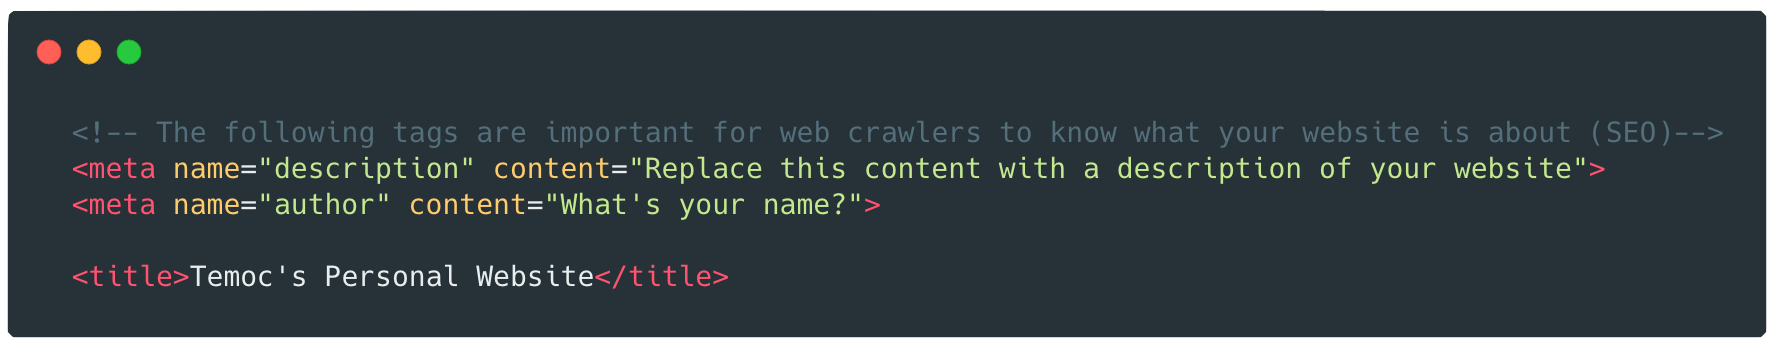 <!-- The following tags are important for web crawlers to know what your website is about (SEO)-->
<meta name="description" content="Replace this content with a description of your website">
<meta name="author" content="What's your name?">
<title>Temoc's Personal Website</title>